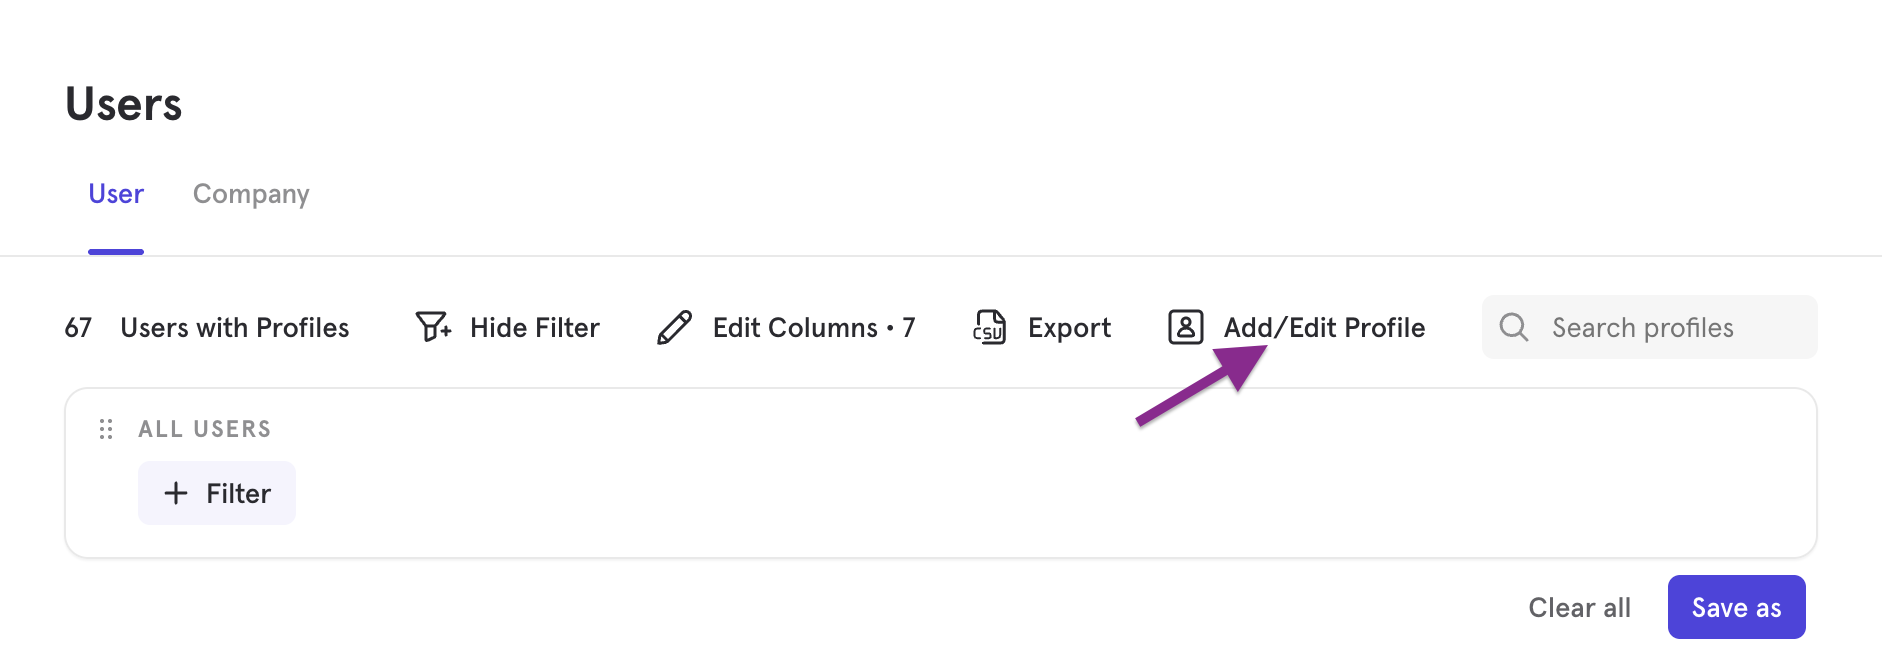 Users
User Company
67 Users with Profiles Hide Filter Edit Columns • 7 CSV Export Add/Edit Profile Search profiles
ALL USERS
+ Filter
Clear all Save as